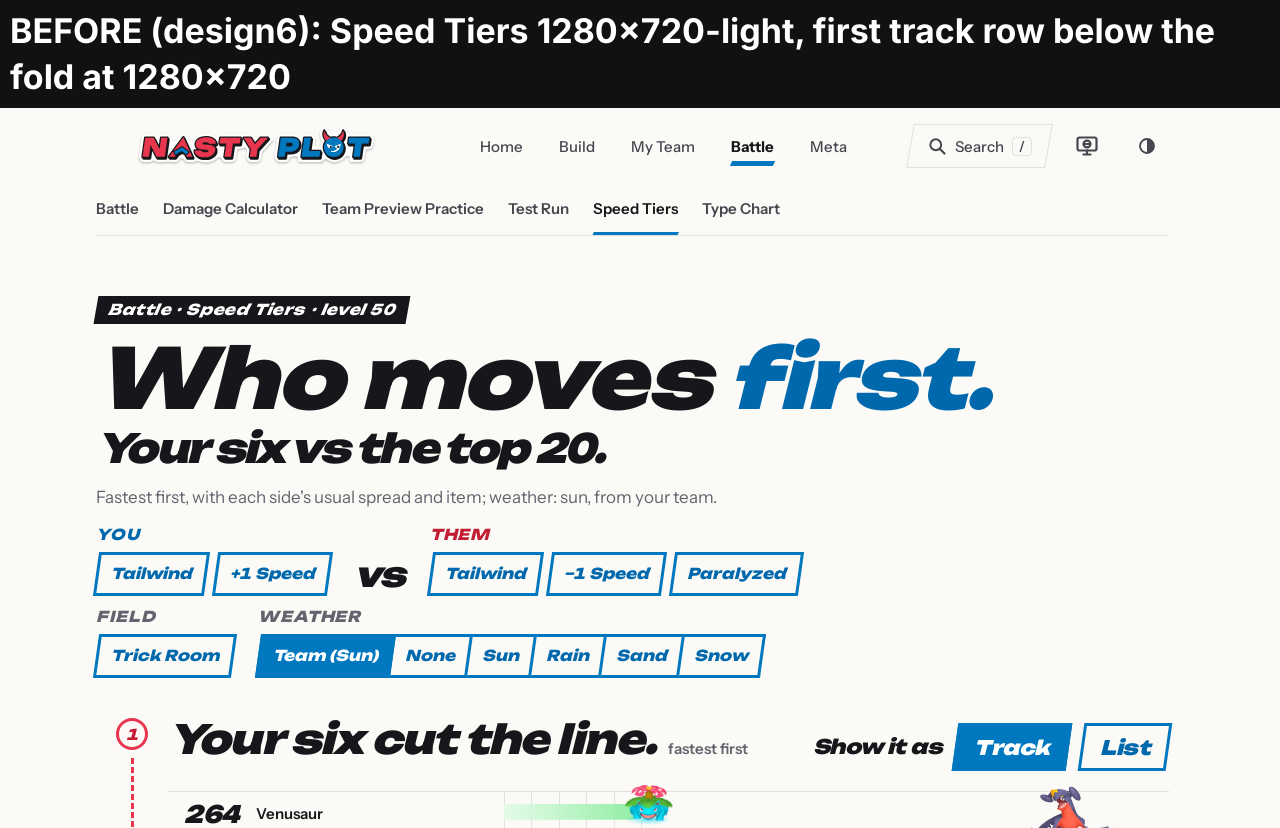 BEFORE (design6): Speed Tiers 1280×720-light, first track row below the
fold at 1280×720
NASTY PLOT
Home Build My Team Battle Meta Search /
Battle Damage Calculator Team Preview Practice Test Run Speed Tiers Type Chart
Battle · Speed Tiers · level 50
Who moves first.
Your six vs the top 20.
Fastest first, with each side's usual spread and item; weather: sun, from your team.
YOU THEM
Tailwind +1 Speed VS Tailwind −1 Speed Paralyzed
FIELD WEATHER
Trick Room Team (Sun) None Sun Rain Sand Snow
1 Your six cut the line. fastest first Show it as Track List
264 Venusaur